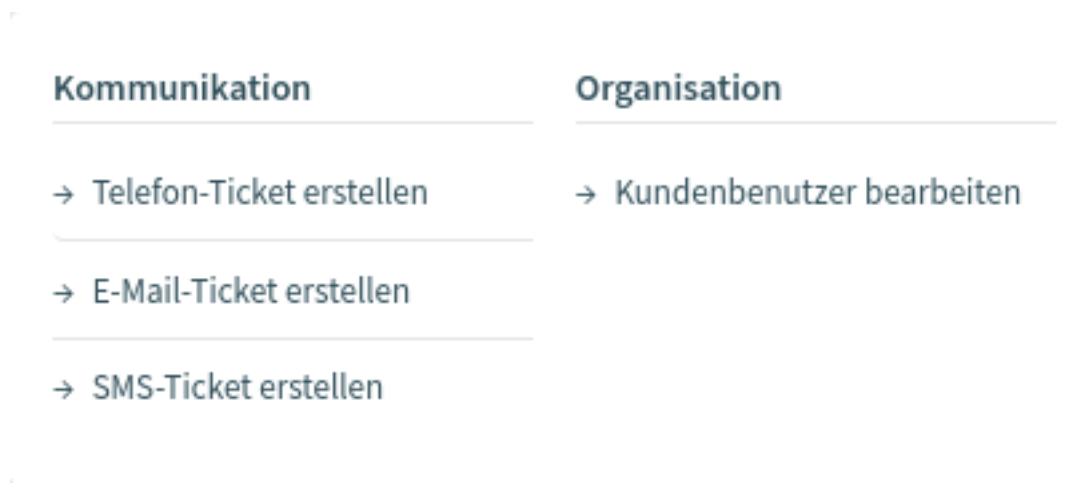 Kommunikation
→ Telefon-Ticket erstellen
→ E-Mail-Ticket erstellen
→ SMS-Ticket erstellen
Organisation
→ Kundenbenutzer bearbeiten